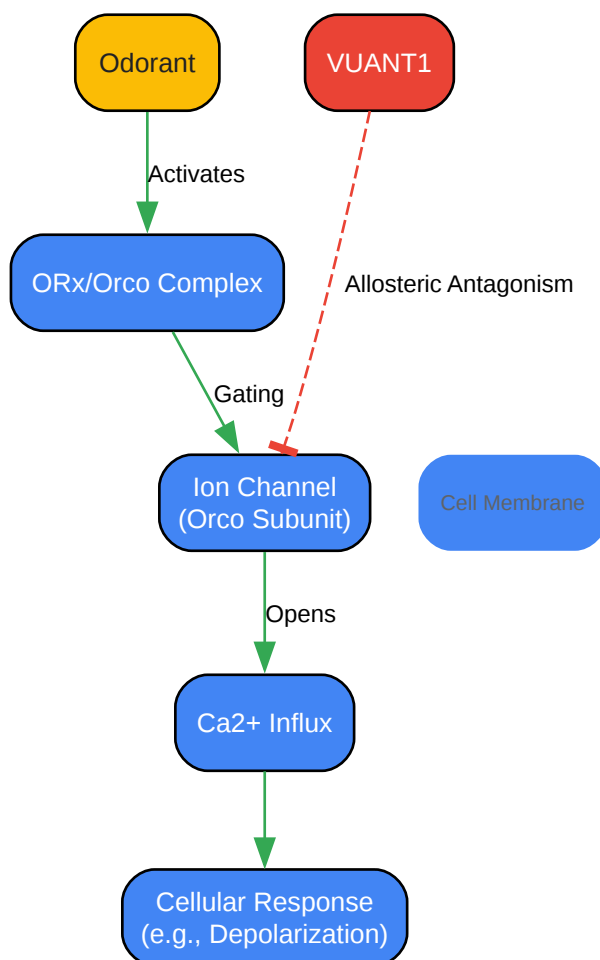 Odorant
VUANT1
Activates
ORx/Orco Complex
Allosteric Antagonism
Gating
Ion Channel
(Orco Subunit)
Cell Membrane
Opens
Ca2+ Influx
Cellular Response
(e.g., Depolarization)